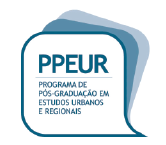 PPEUR
PROGRAMA DE
PÓS-GRADUAÇÃO EM
ESTUDOS URBANOS
E REGIONAIS